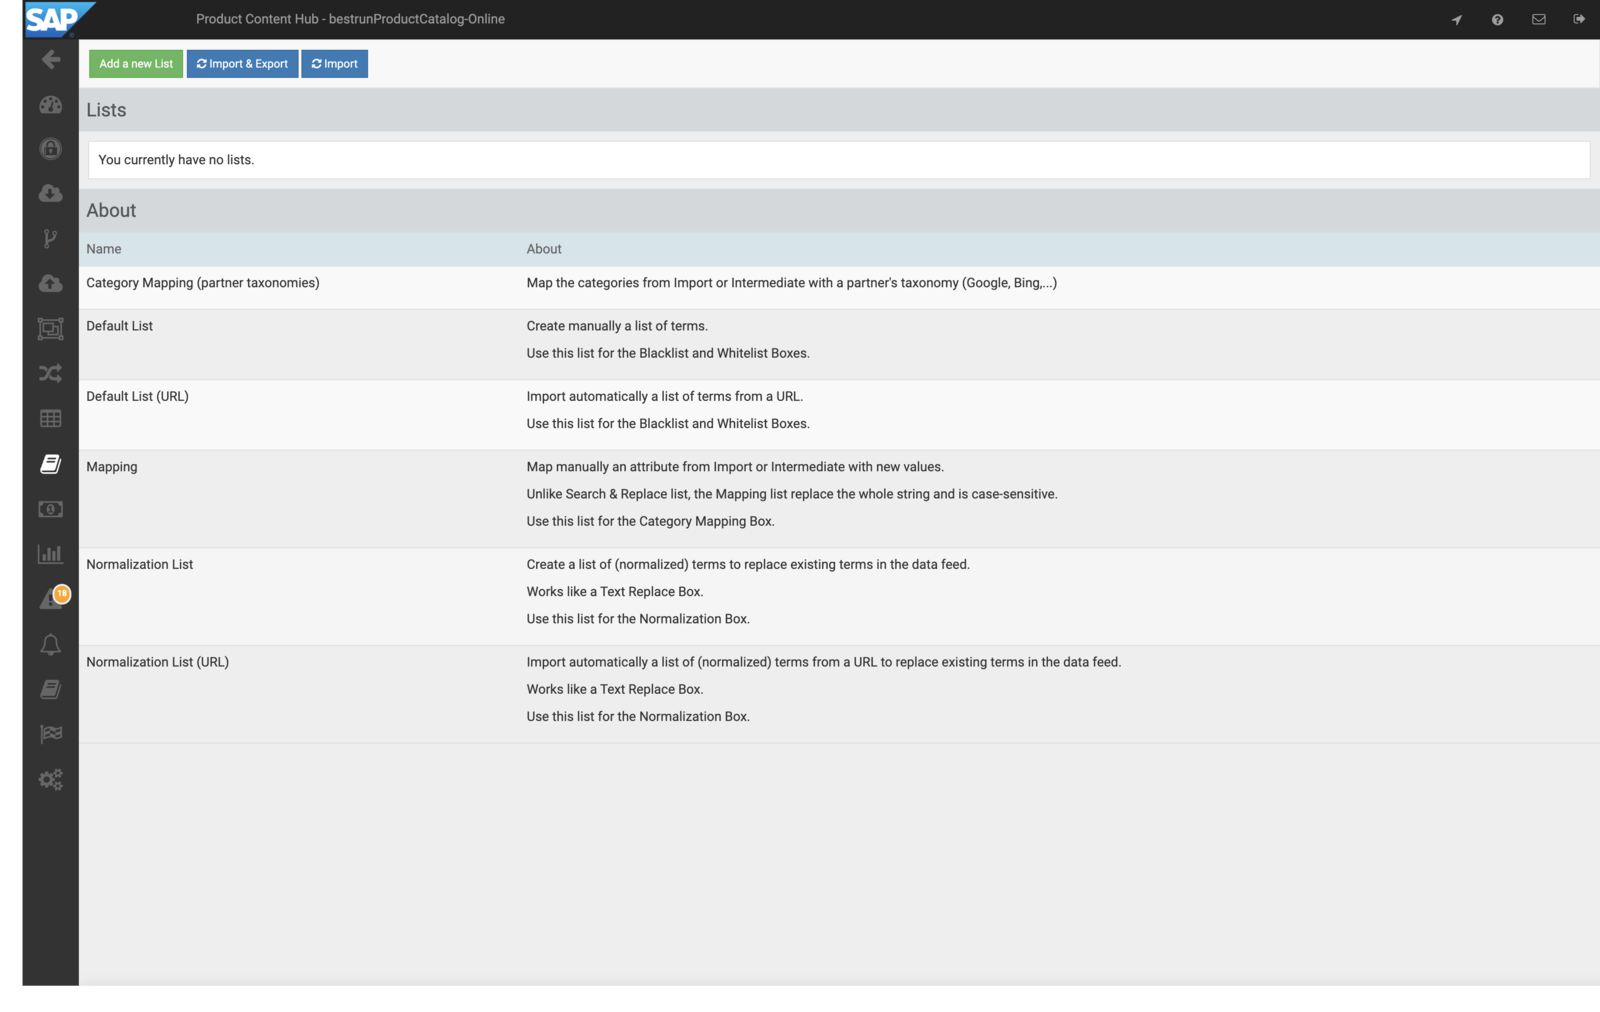 SAP
Product Content Hub - bestrunProductCatalog-Online
Add a new List
Import & Export
Import
Lists
You currently have no lists.
About
Name
About
Category Mapping (partner taxonomies)
Map the categories from Import or Intermediate with a partner's taxonomy (Google, Bing,...)
Default List
Create manually a list of terms.
Use this list for the Blacklist and Whitelist Boxes.
Default List (URL)
Import automatically a list of terms from a URL.
Use this list for the Blacklist and Whitelist Boxes.
Mapping
Map manually an attribute from Import or Intermediate with new values.
Unlike Search & Replace list, the Mapping list replace the whole string and is case-sensitive.
Use this list for the Category Mapping Box.
Normalization List
Create a list of (normalized) terms to replace existing terms in the data feed.
Works like a Text Replace Box.
Use this list for the Normalization Box.
18
Normalization List (URL)
Import automatically a list of (normalized) terms from a URL to replace existing terms in the data feed.
Works like a Text Replace Box.
Use this list for the Normalization Box.